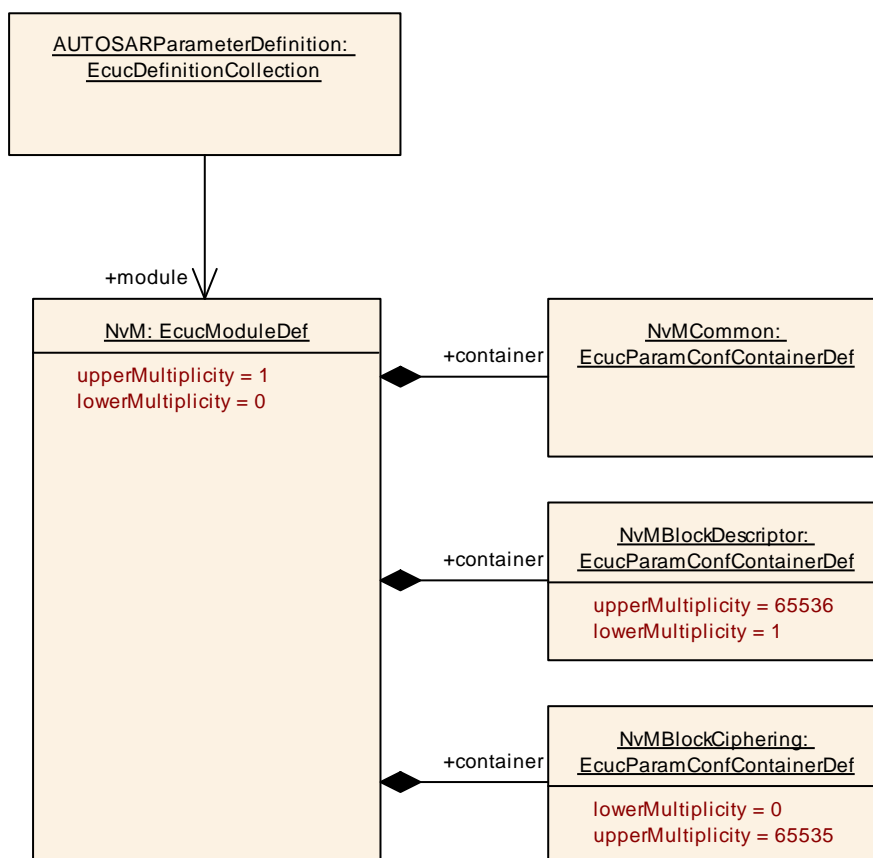 AUTOSARParameterDefinition:
EcucDefinitionCollection
+module
NvM: EcucModuleDef
upperMultiplicity = 1
lowerMultiplicity = 0
+container
NvMCommon:
EcucParamConfContainerDef
+container
NvMBlockDescriptor:
EcucParamConfContainerDef
upperMultiplicity = 65536
lowerMultiplicity = 1
+container
NvMBlockCiphering:
EcucParamConfContainerDef
lowerMultiplicity = 0
upperMultiplicity = 65535